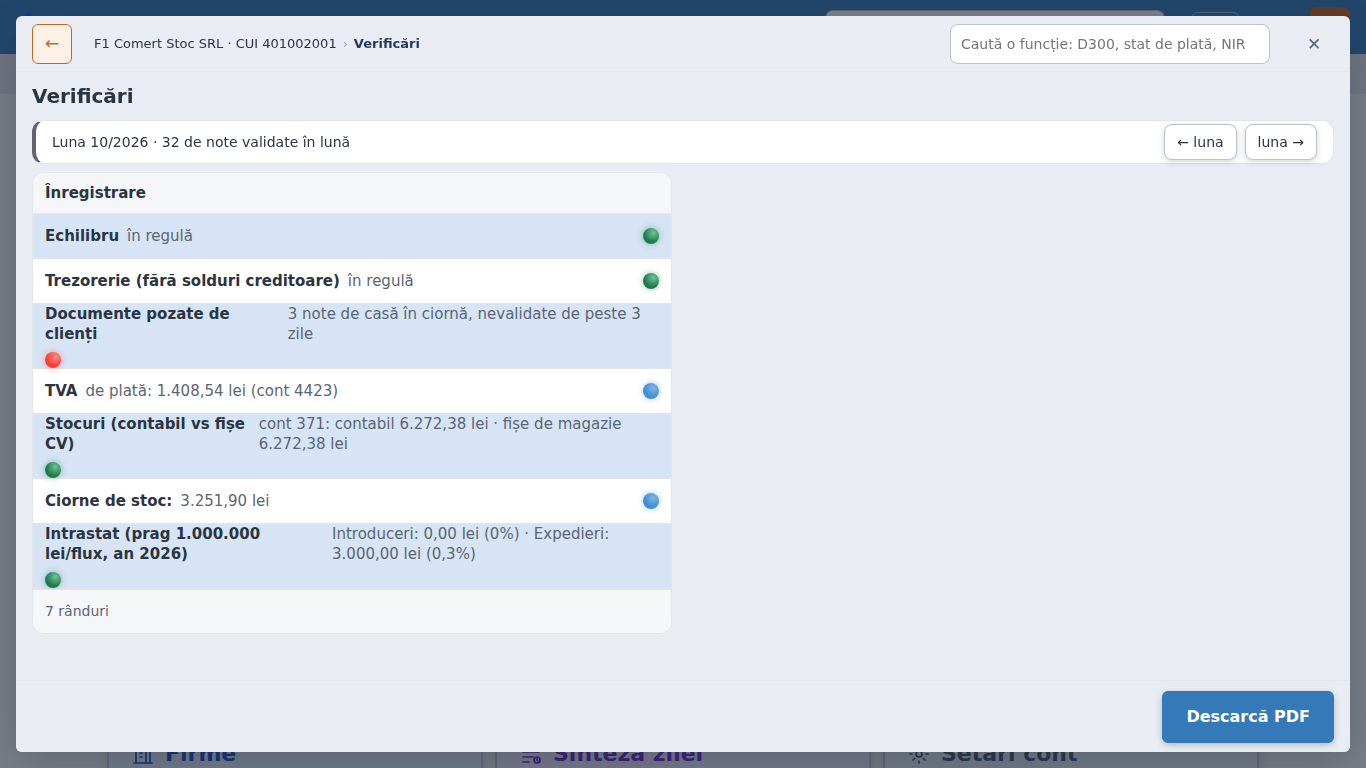 ←
F1 Comert Stoc SRL · CUI 401002001 › Verificări
Caută o funcție: D300, stat de plată, NIR
✕
Verificări
Luna 10/2026 · 32 de note validate în lună
← luna
luna →
Înregistrare
Echilibru în regulă
Trezorerie (fără solduri creditoare) în regulă
Documente pozate de
clienți
3 note de casă în ciornă, nevalidate de peste 3
zile
TVA de plată: 1.408,54 lei (cont 4423)
Stocuri (contabil vs fișe
CV)
cont 371: contabil 6.272,38 lei · fișe de magazie
6.272,38 lei
Ciorne de stoc: 3.251,90 lei
Intrastat (prag 1.000.000
lei/flux, an 2026)
Introduceri: 0,00 lei (0%) · Expedieri:
3.000,00 lei (0,3%)
7 rânduri
Descarcă PDF
Firme
Sinteza zilei
Setări cont